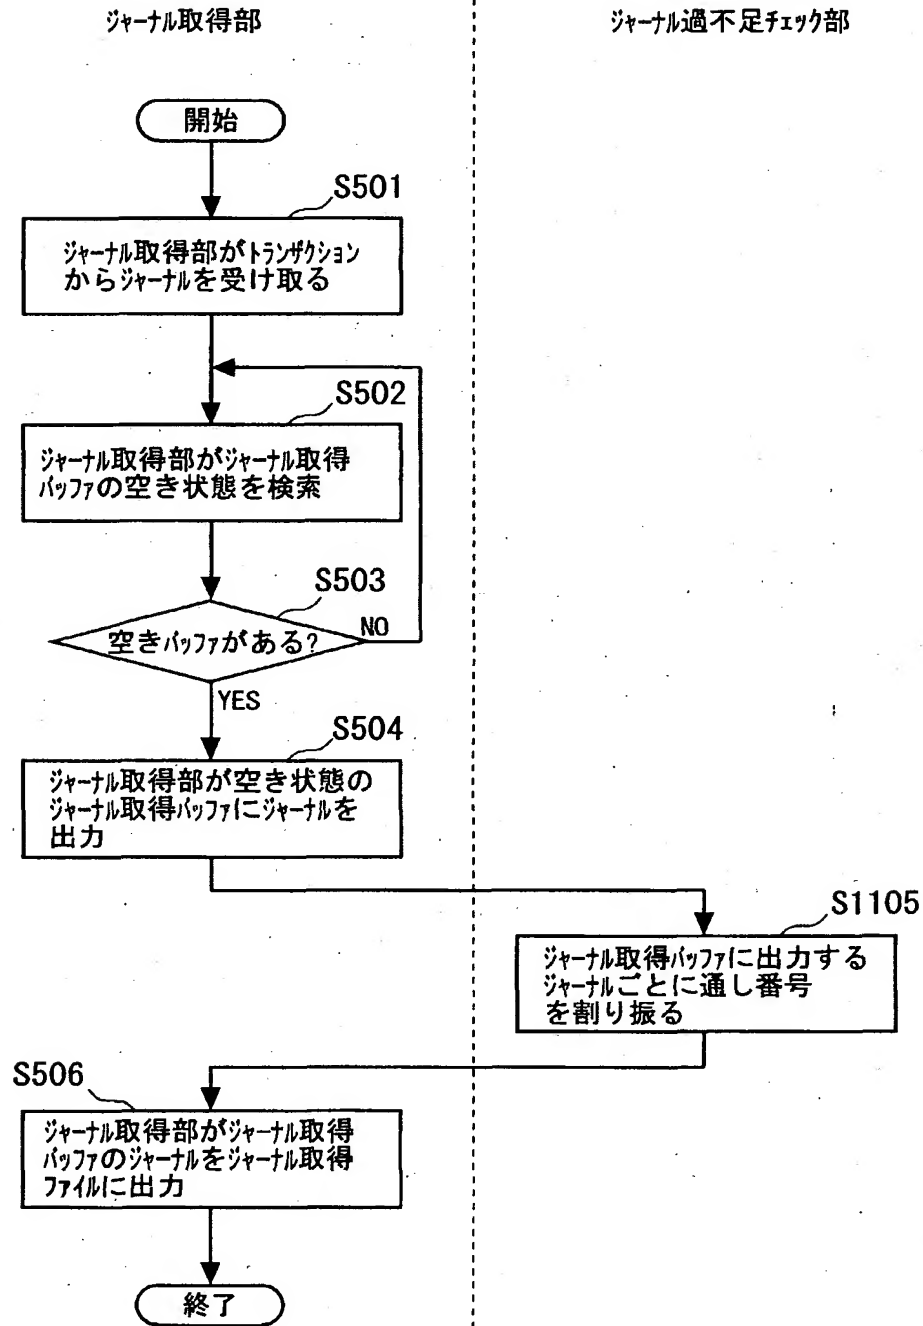 ジャーナル取得部
ジャーナル過不足チェック部
開始
S501
ジャーナル取得部がトランザクション
からジャーナルを受け取る
S502
ジャーナル取得部がジャーナル取得
バッファの空き状態を検索
S503
空きバッファがある?
NO
YES
S504
ジャーナル取得部が空き状態の
ジャーナル取得バッファにジャーナルを
出力
S1105
ジャーナル取得バッファに出力する
ジャーナルごとに通し番号
を割り振る
S506
ジャーナル取得部がジャーナル取得
バッファのジャーナルをジャーナル取得
ファイルに出力
終了